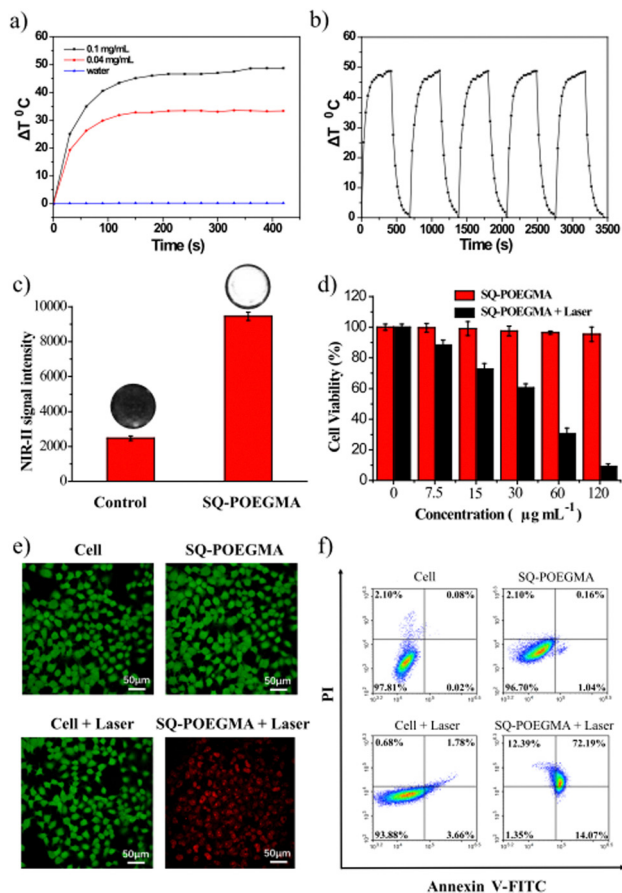 a)
60
50
40
30
20
10
0
ΔT ⁰C
0.1 mg/mL
0.04 mg/mL
water
0 100 200 300 400
Time (s)
b)
60
50
40
30
20
10
0
ΔT ⁰C
0 500 1000 1500 2000 2500 3000 3500
Time (s)
c)
10000
8000
6000
4000
2000
0
NIR-II signal intensity
Control SQ-POEGMA
d)
120
100
80
60
40
20
0
Cell Viability (%)
SQ-POEGMA
SQ-POEGMA + Laser
0 7.5 15 30 60 120
Concentration ( μg mL⁻¹)
e)
Cell SQ-POEGMA
50μm 50μm
Cell + Laser SQ-POEGMA + Laser
50μm 50μm
f)
PI
Cell SQ-POEGMA
2.10% 0.08% 2.10% 0.16%
97.81% 0.02% 96.70% 1.04%
Cell + Laser SQ-POEGMA + Laser
0.68% 1.78% 12.39% 72.19%
93.88% 3.66% 1.35% 14.07%
Annexin V-FITC